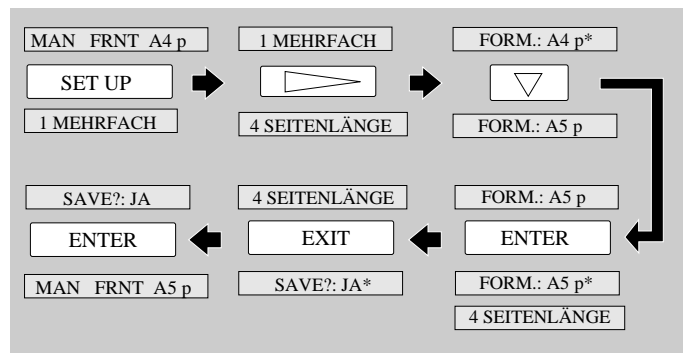 MAN FRNT A4 p
SET UP
1 MEHRFACH
1 MEHRFACH
4 SEITENLÄNGE
FORM.: A4 p*
FORM.: A5 p
FORM.: A5 p
ENTER
FORM.: A5 p*
4 SEITENLÄNGE
4 SEITENLÄNGE
EXIT
SAVE?: JA*
SAVE?: JA
ENTER
MAN FRNT A5 p